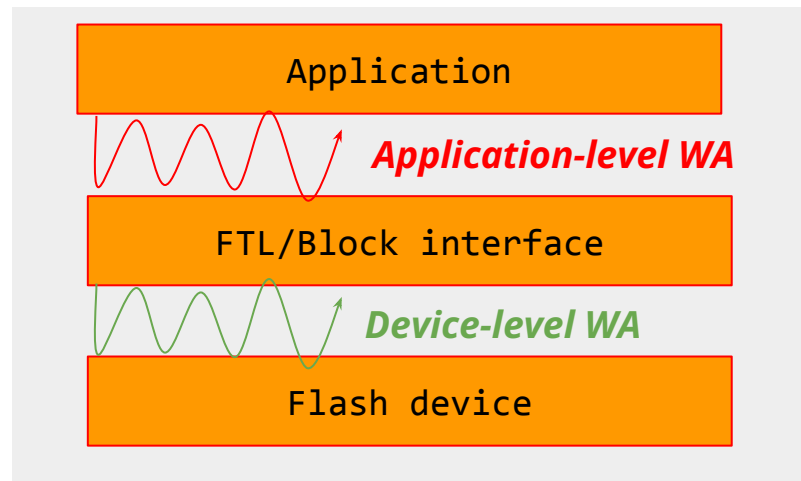 Application
Application-level WA
FTL/Block interface
Device-level WA
Flash device